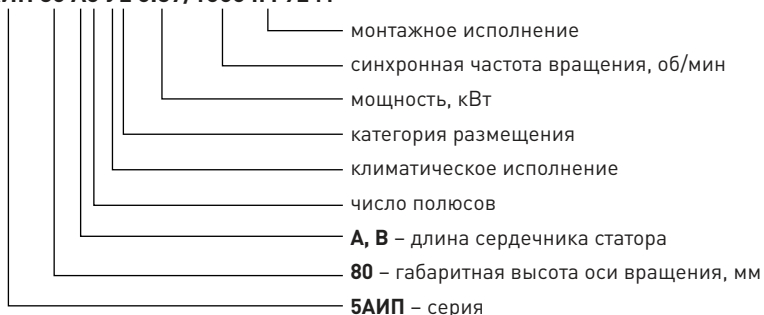 монтажное исполнение
синхронная частота вращения, об/мин
мощность, кВт
категория размещения
климатическое исполнение
число полюсов
А, В – длина сердечника статора
80 – габаритная высота оси вращения, мм
5АИП – серия